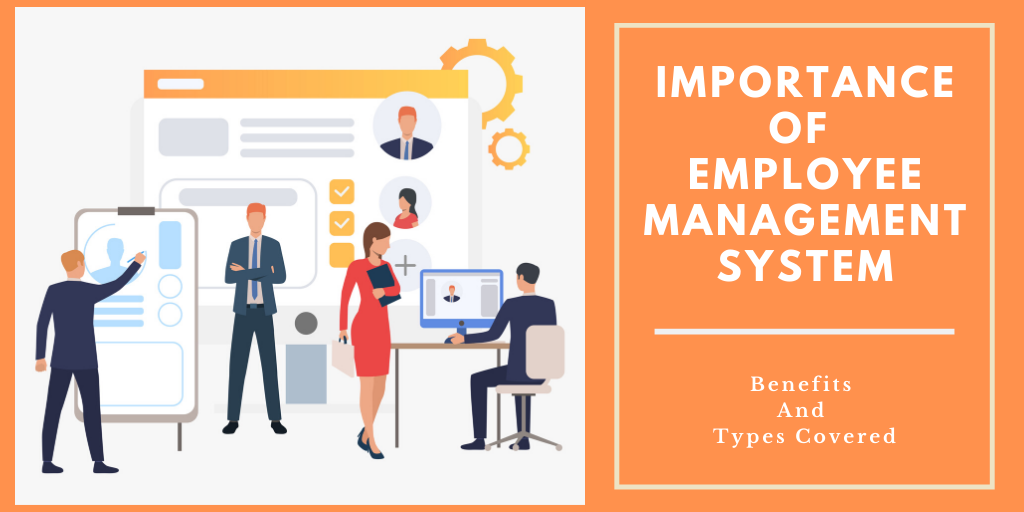 IMPORTANCE
OF
EMPLOYEE
MANAGEMENT
SYSTEM
Benefits
And
Types Covered